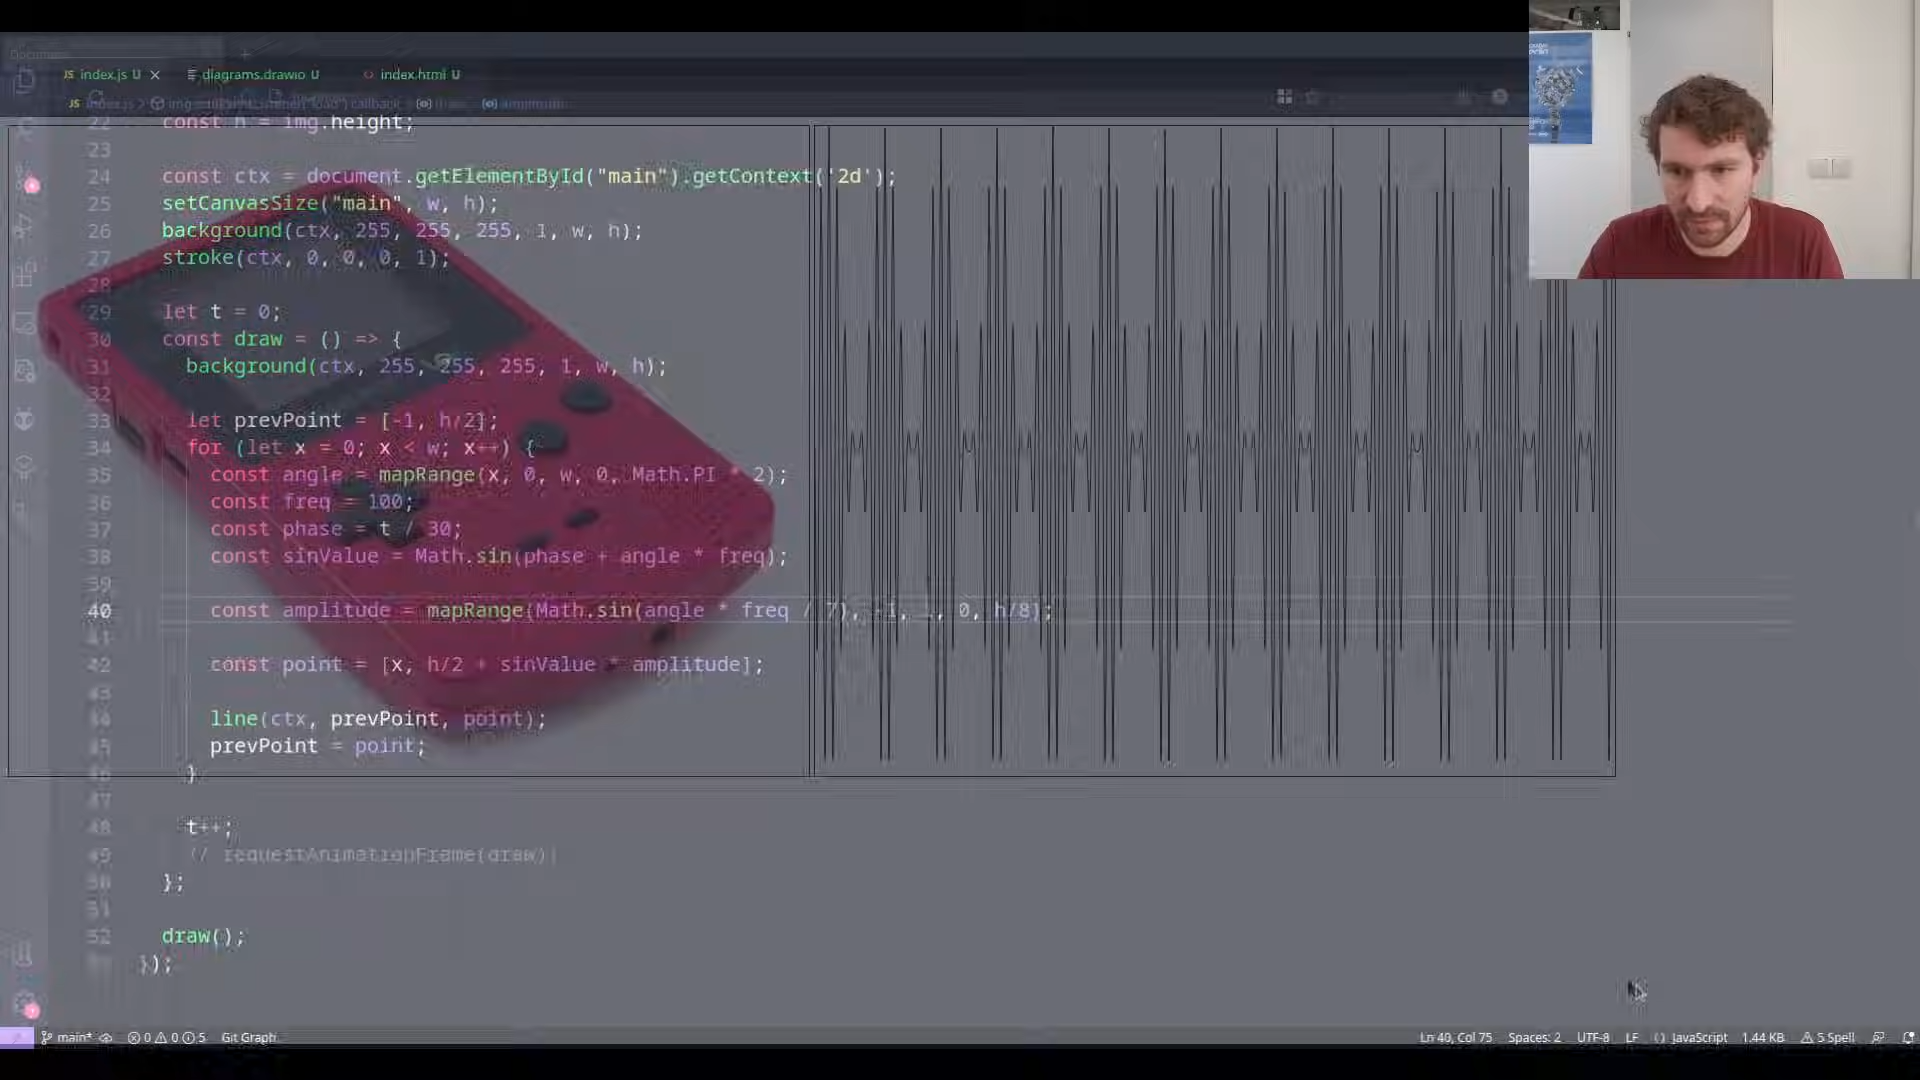 Document
JS index.js U
diagrams.drawio U
index.html U
22 const h = img.height;
23
24 const ctx = document.getElementById("main").getContext('2d');
25 setCanvasSize("main", w, h);
26 background(ctx, 255, 255, 255, 1, w, h);
27 stroke(ctx, 0, 0, 0, 1);
28
29 let t = 0;
30 const draw = () => {
31 background(ctx, 255, 255, 255, 1, w, h);
32
33 let prevPoint = [-1, h/2];
34 for (let x = 0; x < w; x++) {
35 const angle = mapRange(x, 0, w, 0, Math.PI * 2);
36 const freq = 100;
37 const phase = t / 30;
38 const sinValue = Math.sin(phase + angle * freq);
39
40 const amplitude = mapRange(Math.sin(angle * freq / 7), -1, 1, 0, h/8);
41
42 const point = [x, h/2 + sinValue * amplitude];
43
44 line(ctx, prevPoint, point);
45 prevPoint = point;
46 }
47
48 t++;
49 // requestAnimationFrame(draw)
50 };
51
52 draw();
});
main* 0 0 5 Git Graph
Ln 40, Col 75 Spaces: 2 UTF-8 LF JavaScript 1.44 KB 5 Spell